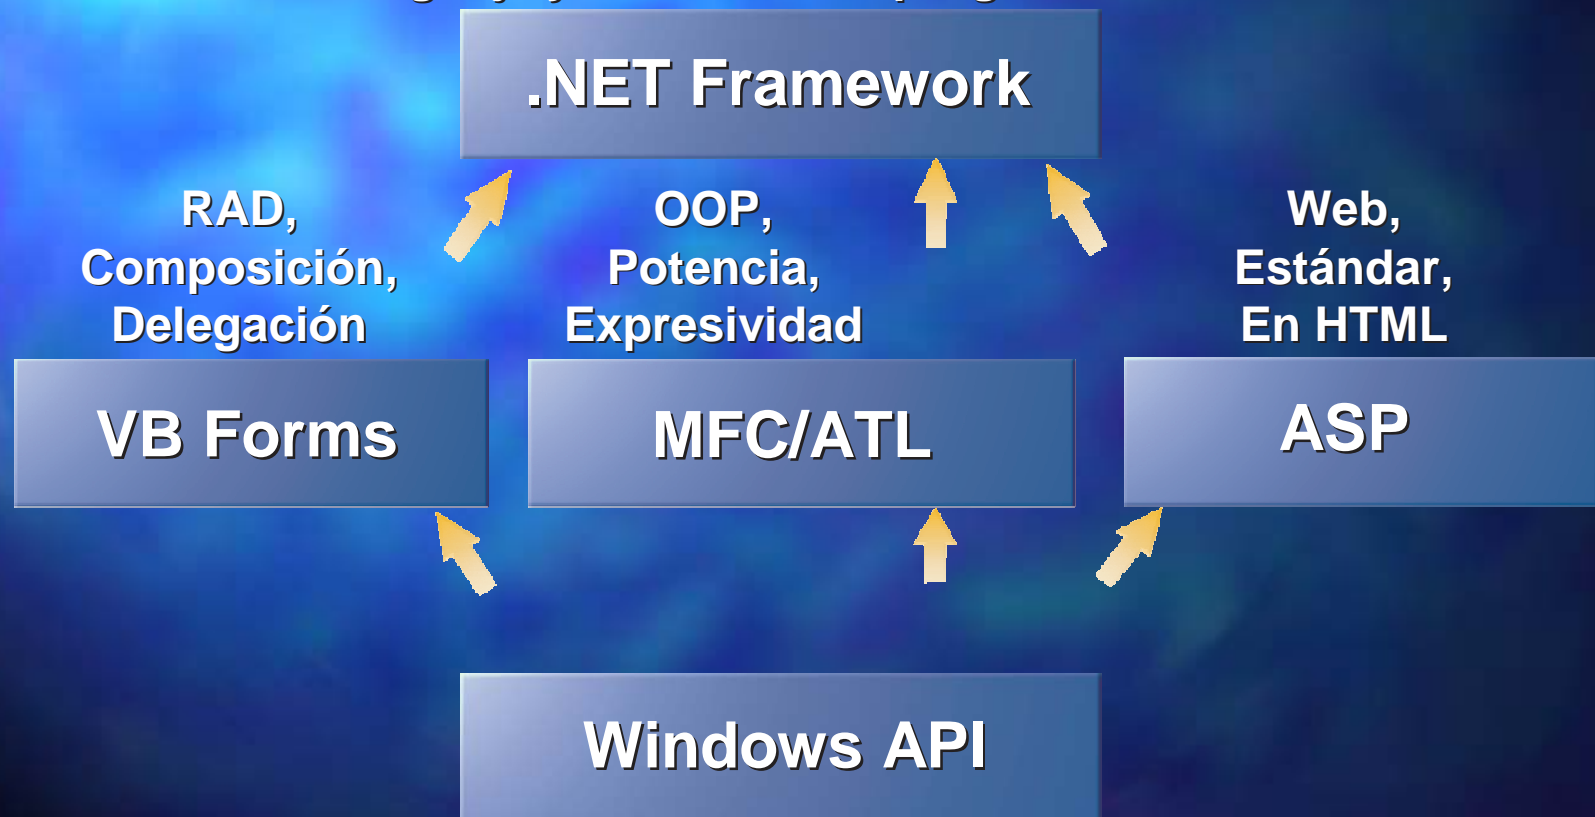 .NET Framework
RAD,
Composición,
Delegación
OOP,
Potencia,
Expresividad
Web,
Estándar,
En HTML
VB Forms
MFC/ATL
ASP
Windows API